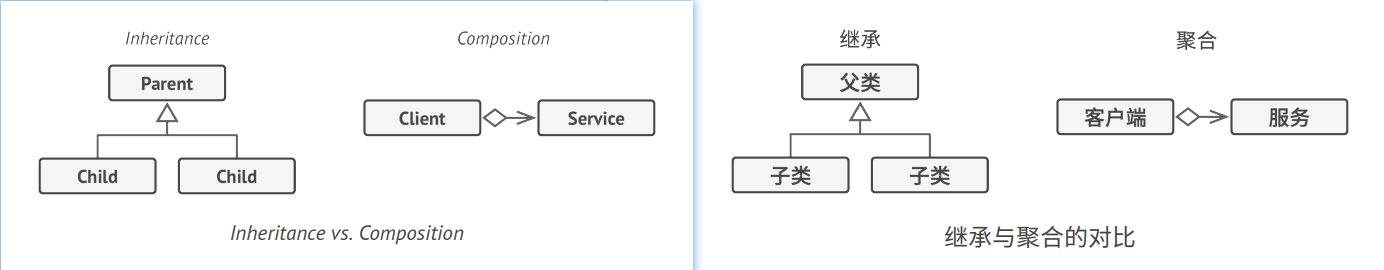 Inheritance
Composition
Parent
Client
Service
Child
Child
Inheritance vs. Composition
继承
聚合
父类
客户端
服务
子类
子类
继承与聚合的对比